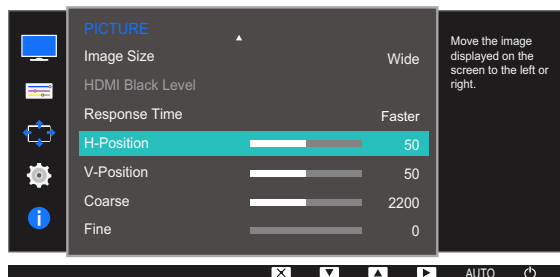 PICTURE
Image Size Wide
HDMI Black Level
Response Time Faster
H-Position 50
V-Position 50
Coarse 2200
Fine 0
Move the image
displayed on the
screen to the left or
right.
AUTO